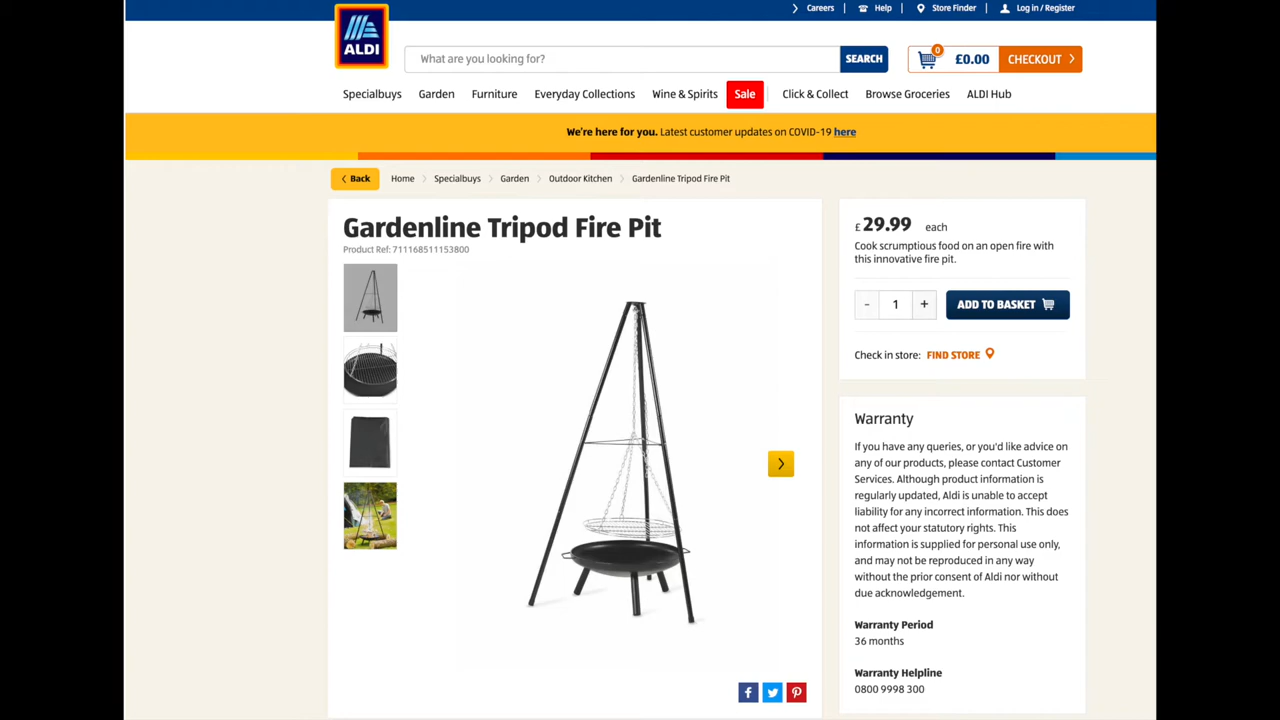 Careers
Help
Store Finder
Log in / Register
ALDI
What are you looking for?
SEARCH
0
£0.00
CHECKOUT
Specialbuys
Garden
Furniture
Everyday Collections
Wine & Spirits
Sale
Click & Collect
Browse Groceries
ALDI Hub
We're here for you. Latest customer updates on COVID-19 here
Back
Home
Specialbuys
Garden
Outdoor Kitchen
Gardenline Tripod Fire Pit
Gardenline Tripod Fire Pit
Product Ref: 711168511153800
£ 29.99 each
Cook scrumptious food on an open fire with
this innovative fire pit.
- 1 +
ADD TO BASKET
Check in store: FIND STORE
Warranty
If you have any queries, or you'd like advice on
any of our products, please contact Customer
Services. Although product information is
regularly updated, Aldi is unable to accept
liability for any incorrect information. This does
not affect your statutory rights. This
information is supplied for personal use only,
and may not be reproduced in any way
without the prior consent of Aldi nor without
due acknowledgement.
Warranty Period
36 months
Warranty Helpline
0800 9998 300